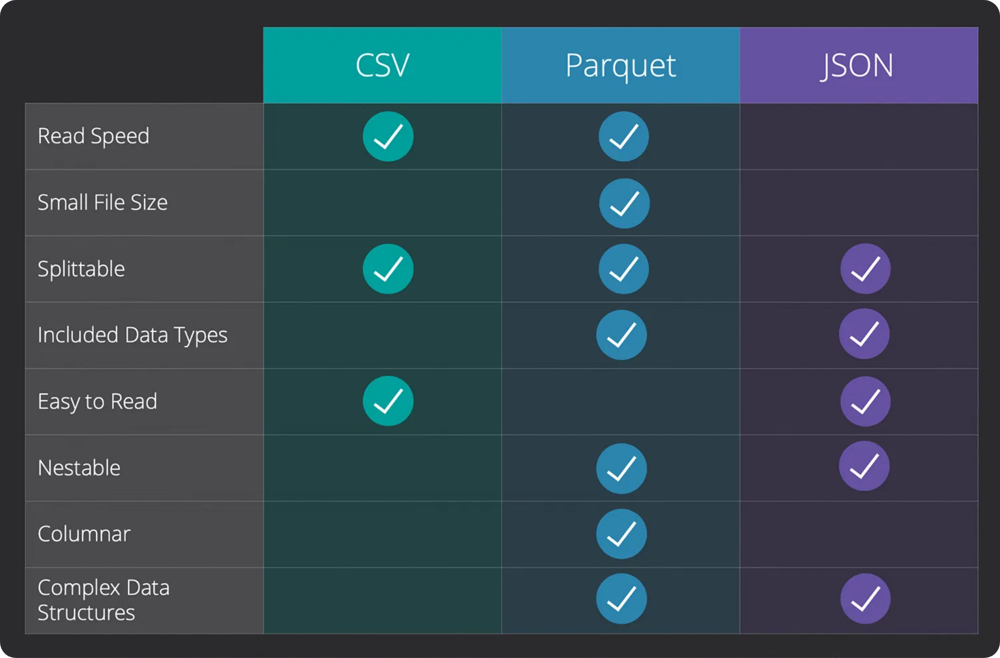 CSV Parquet JSON
Read Speed
Small File Size
Splittable
Included Data Types
Easy to Read
Nestable
Columnar
Complex Data
Structures